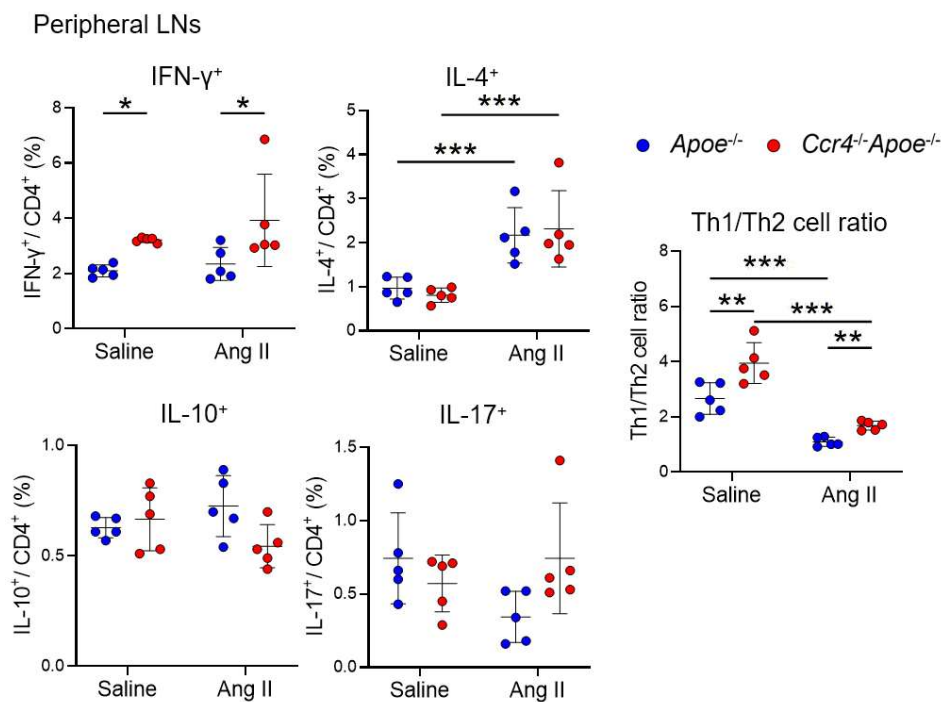 Peripheral LNs
IFN-γ⁺
IFN-γ⁺/ CD4⁺ (%)
8
6
4
2
0
*
*
Saline
Ang II
IL-4⁺
IL-4⁺/ CD4⁺ (%)
5
4
3
2
1
0
***
***
Saline
Ang II
Apoe⁻/⁻
Ccr4⁻/⁻Apoe⁻/⁻
Th1/Th2 cell ratio
Th1/Th2 cell ratio
8
6
4
2
0
***
**
***
**
Saline
Ang II
IL-10⁺
IL-10⁺/ CD4⁺ (%)
1.0
0.5
0.0
Saline
Ang II
IL-17⁺
IL-17⁺/ CD4⁺ (%)
1.5
1.0
0.5
0.0
Saline
Ang II